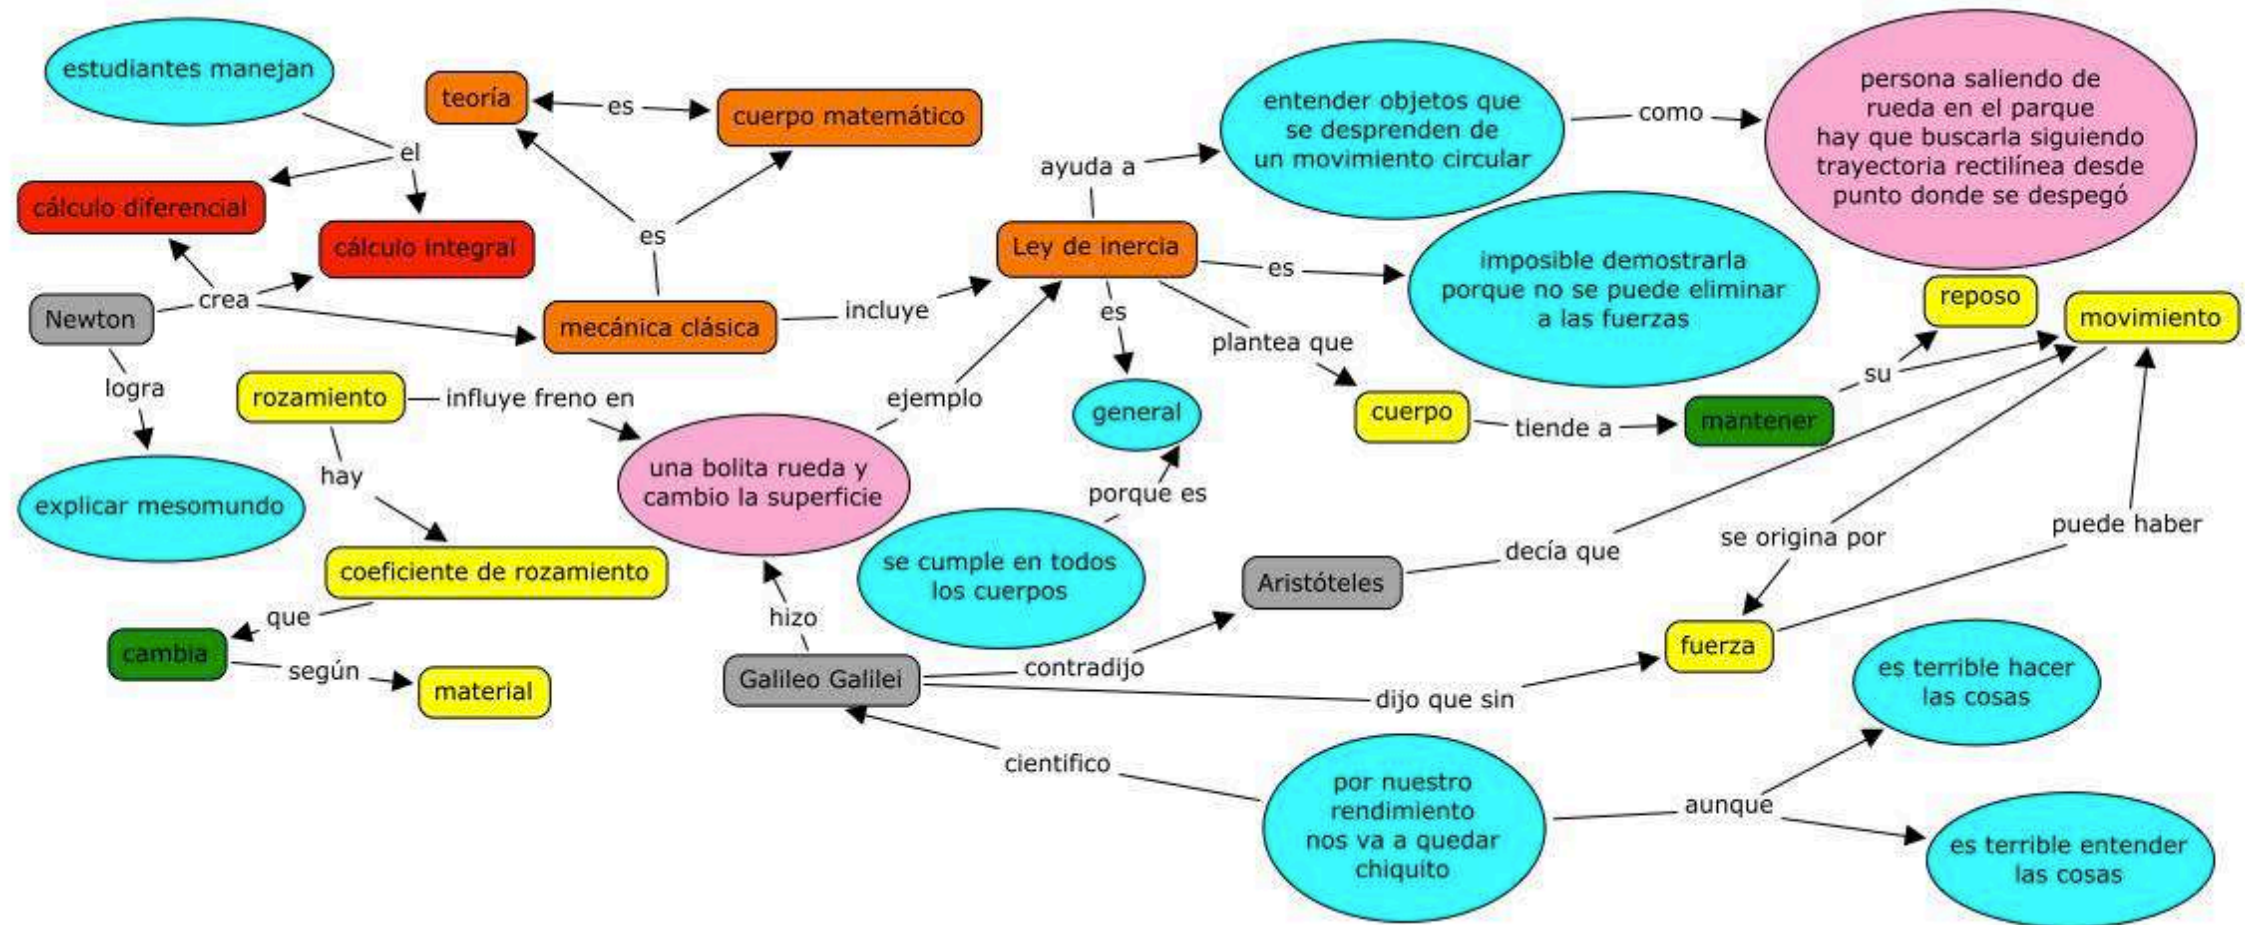 estudiantes manejan
teoría
es
cuerpo matemático
entender objetos que
se desprenden de
un movimiento circular
como
persona saliendo de
rueda en el parque
hay que buscarla siguiendo
trayectoria rectilínea desde
punto donde se despegó
el
ayuda a
cálculo diferencial
cálculo integral
es
Ley de inercia
es
imposible demostrarla
porque no se puede eliminar
a las fuerzas
reposo
movimiento
Newton
crea
mecánica clásica
incluye
es
plantea que
su
logra
rozamiento
influye freno en
ejemplo
general
cuerpo
tiende a
mantener
explicar mesomundo
hay
una bolita rueda y
cambio la superficie
porque es
se cumple en todos
los cuerpos
decía que
se origina por
puede haber
coeficiente de rozamiento
Aristóteles
que
hizo
cambia
según
material
Galileo Galilei
contradijo
dijo que sin
fuerza
es terrible hacer
las cosas
cientifico
por nuestro
rendimiento
nos va a quedar
chiquito
aunque
es terrible entender
las cosas